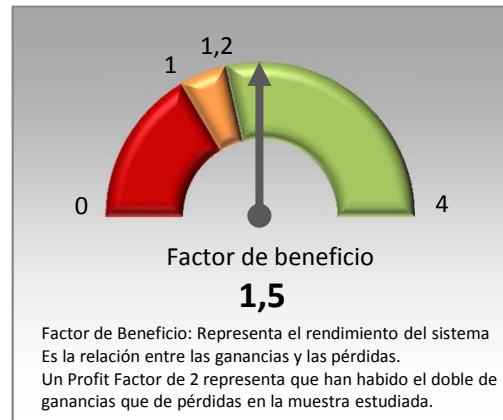 1,2
1
0
4
Factor de beneficio
1,5
Factor de Beneficio: Representa el rendimiento del sistema
Es la relación entre las ganancias y las pérdidas.
Un Profit Factor de 2 representa que han habido el doble de
ganancias que de pérdidas en la muestra estudiada.